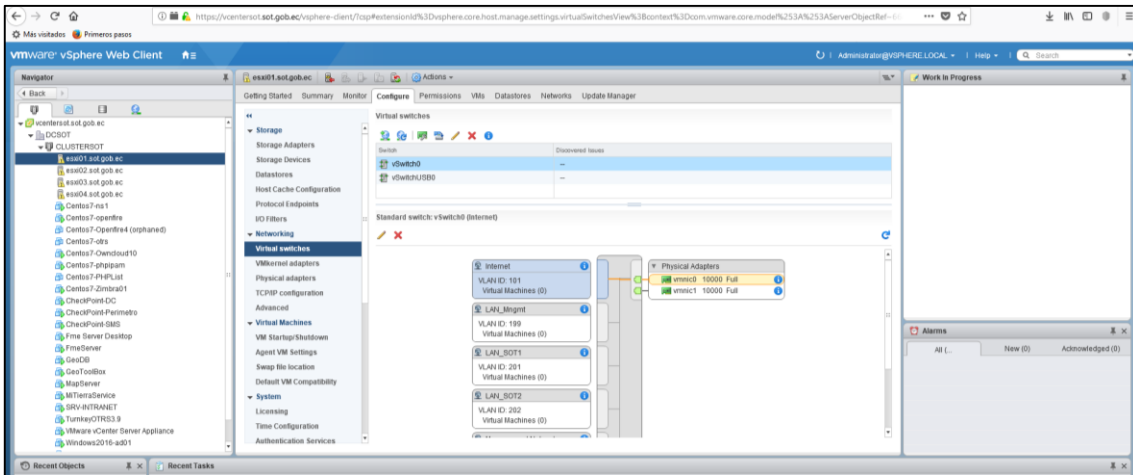 https://vcentersot.sot.gob.ec/vsphere-client/?csp#extensionId%3Dvsphere.core.host.manage.settings.virtualSwitchesView%3Bcontext%3Dcom.vmware.core.model%253A%253AServerObjectRef--
Más visitados Primeros pasos
vmware® vSphere Web Client
Administrator@VSPHERE.LOCAL Help Search
Navigator
Back
vcentersot.sot.gob.ec
DCSOT
CLUSTERSOT
esxi01.sot.gob.ec
esxi02.sot.gob.ec
esxi03.sot.gob.ec
esxi04.sot.gob.ec
Centos7-ns1
Centos7-openfire
Centos7-Openfire4 (orphaned)
Centos7-otrs
Centos7-Owncloud10
Centos7-phpipam
Centos7-PHPList
Centos7-Zimbra01
CheckPoint-DC
CheckPoint-Perimetro
CheckPoint-SMS
Fme Server Desktop
FmeServer
GeoDB
GeoToolBox
MapServer
MiTierraService
SRV-INTRANET
TurnkeyOTRS3.9
VMware vCenter Server Appliance
Windows2016-ad01
esxi01.sot.gob.ec Actions
Getting Started Summary Monitor Configure Permissions VMs Datastores Networks Update Manager
Storage
Storage Adapters
Storage Devices
Datastores
Host Cache Configuration
Protocol Endpoints
I/O Filters
Networking
Virtual switches
VMkernel adapters
Physical adapters
TCP/IP configuration
Advanced
Virtual Machines
VM Startup/Shutdown
Agent VM Settings
Swap file location
Default VM Compatibility
System
Licensing
Time Configuration
Authentication Services
Virtual switches
Switch Discovered Issues
vSwitch0 --
vSwitchUSB0 --
Standard switch: vSwitch0 (Internet)
Internet
VLAN ID: 101
Virtual Machines (0)
LAN_Mngmt
VLAN ID: 199
Virtual Machines (0)
LAN_SOT1
VLAN ID: 201
Virtual Machines (0)
LAN_SOT2
VLAN ID: 202
Virtual Machines (0)
Physical Adapters
vmnic0 10000 Full
vmnic1 10000 Full
Work In Progress
Alarms
All (... New (0) Acknowledged (0)
Recent Objects
Recent Tasks